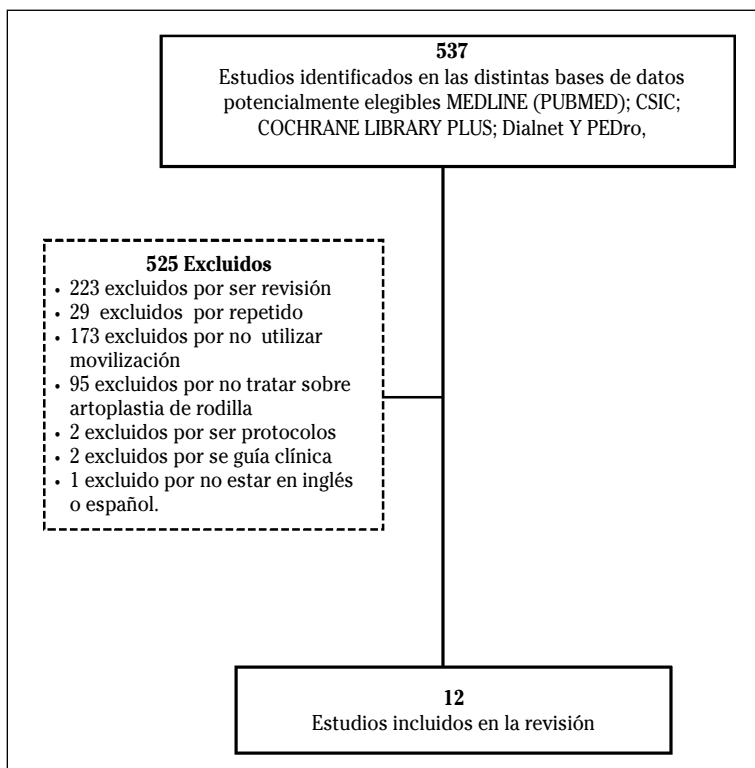 537
Estudios identificados en las distintas bases de datos
potencialmente elegibles MEDLINE (PUBMED); CSIC;
COCHRANE LIBRARY PLUS; Dialnet Y PEDro,
525 Excluidos
• 223 excluidos por ser revisión
• 29 excluidos por repetido
• 173 excluidos por no utilizar
movilización
• 95 excluidos por no tratar sobre
artoplastia de rodilla
• 2 excluidos por ser protocolos
• 2 excluidos por se guía clínica
• 1 excluido por no estar en inglés
o español.
12
Estudios incluidos en la revisión